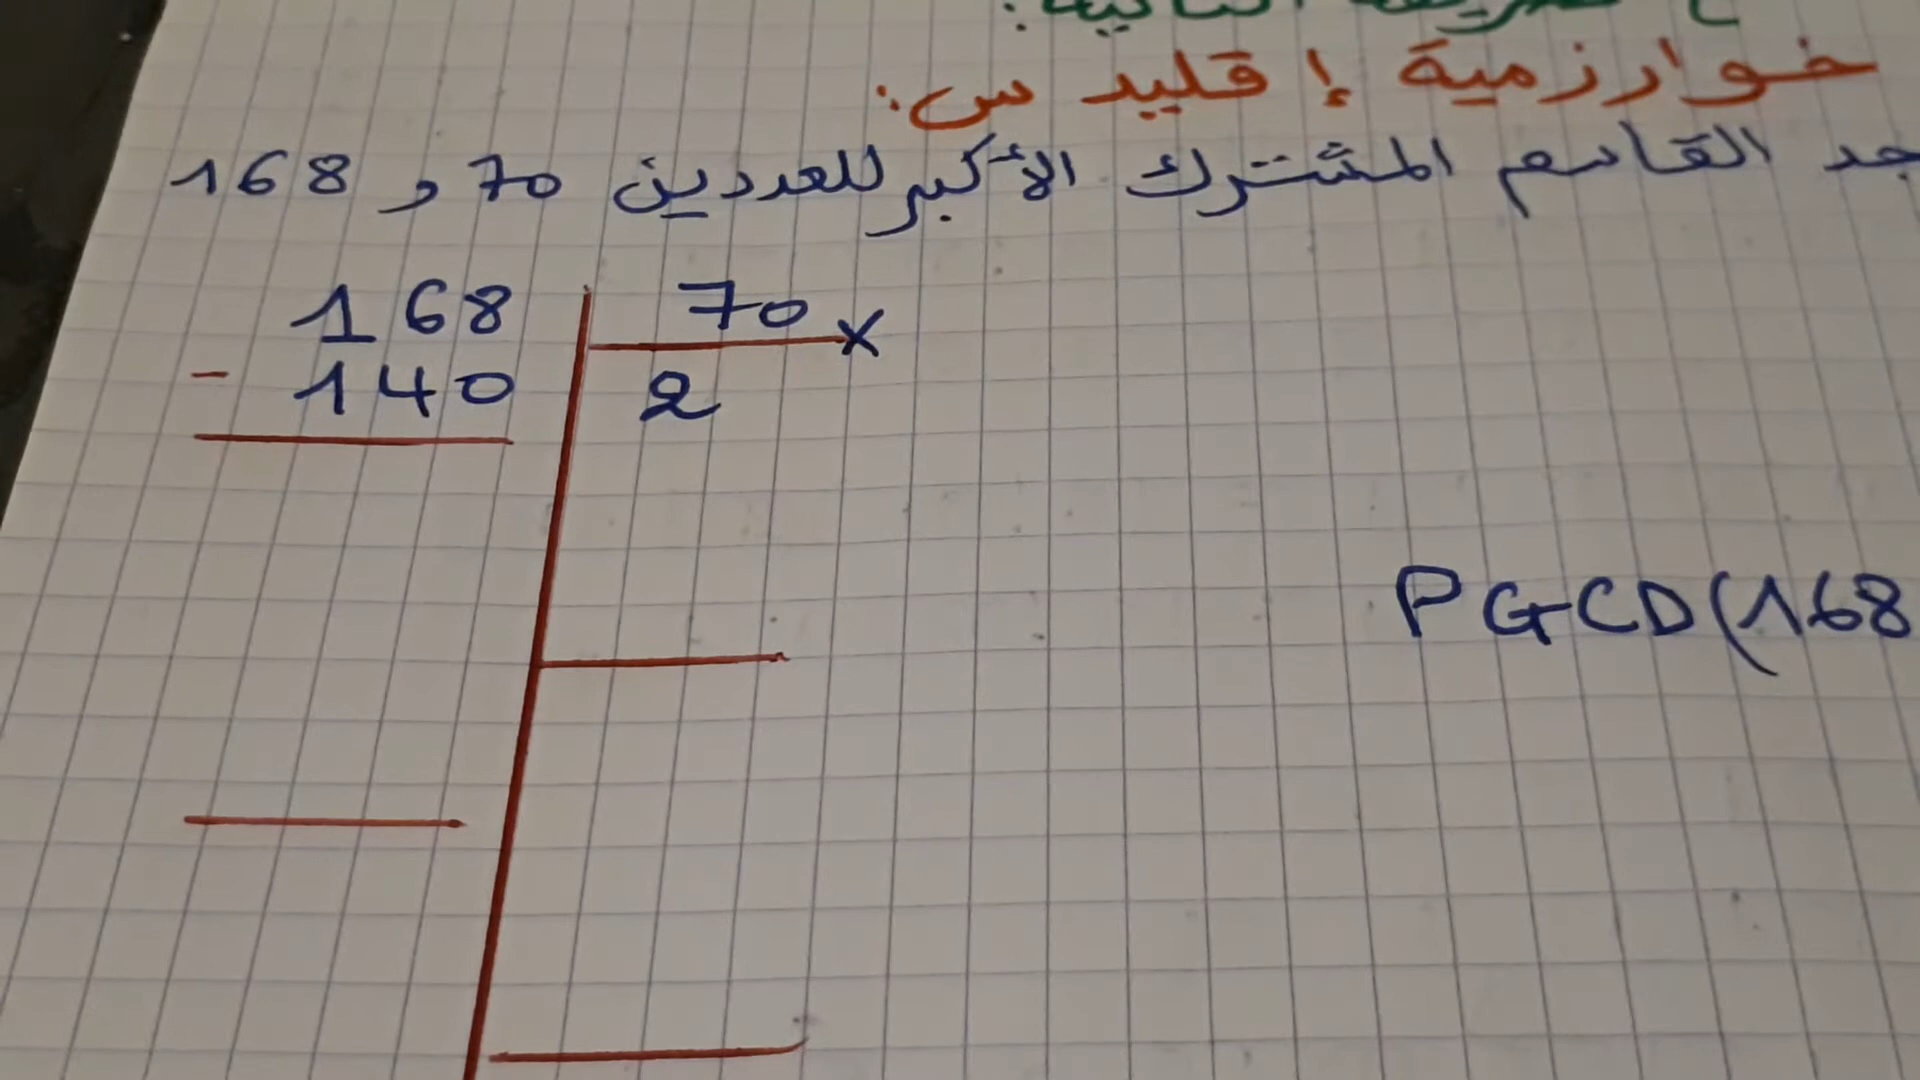 خوارزمية إقليدس:
جد القاسم المشترك الأكبر للعددين 70 و 168
168 70 x
- 140 2
PGCD(168